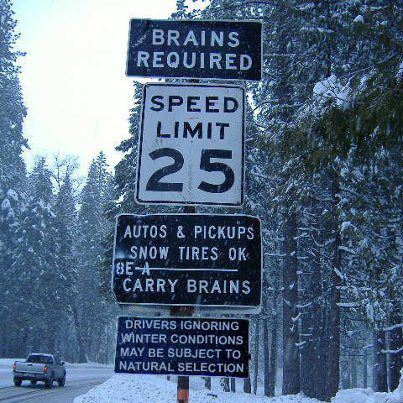 BRAINS
REQUIRED
SPEED
LIMIT
25
AUTOS & PICKUPS
SNOW TIRES OK
BE-A
CARRY BRAINS
DRIVERS IGNORING
WINTER CONDITIONS
MAY BE SUBJECT TO
NATURAL SELECTION